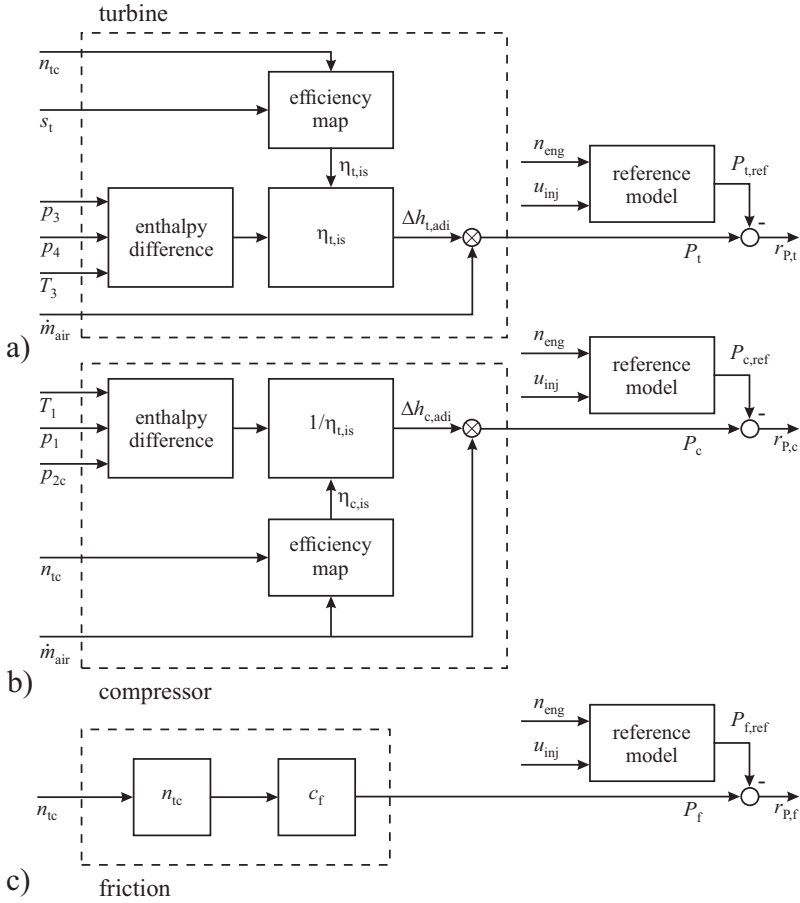 turbine
n_tc
efficiency
map
s_t
η_t,is
n_eng
reference
model
P_t,ref
u_inj
p_3
enthalpy
difference
η_t,is
Δh_t,adi
p_4
T_3
P_t
-
r_P,t
ṁ_air
a)
n_eng
reference
model
P_c,ref
u_inj
T_1
enthalpy
difference
1/η_t,is
Δh_c,adi
p_1
p_2c
P_c
-
r_P,c
η_c,is
efficiency
map
n_tc
ṁ_air
b)
compressor
n_eng
reference
model
P_f,ref
u_inj
n_tc
n_tc
c_f
P_f
-
r_P,f
c)
friction